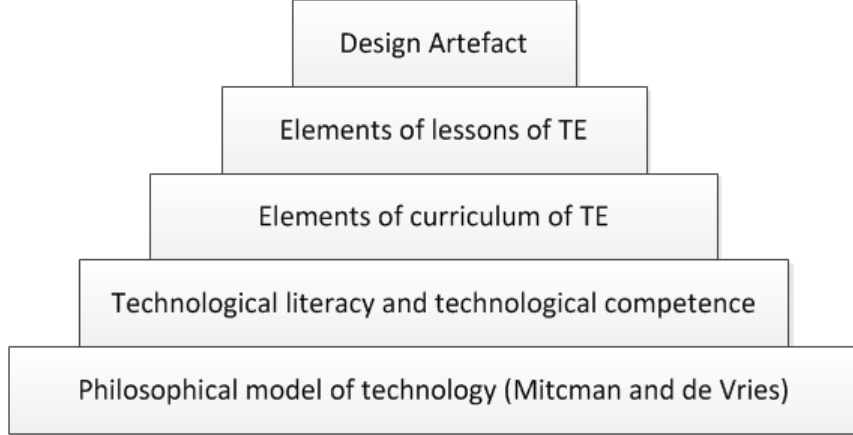 Design Artefact
Elements of lessons of TE
Elements of curriculum of TE
Technological literacy and technological competence
Philosophical model of technology (Mitcman and de Vries)